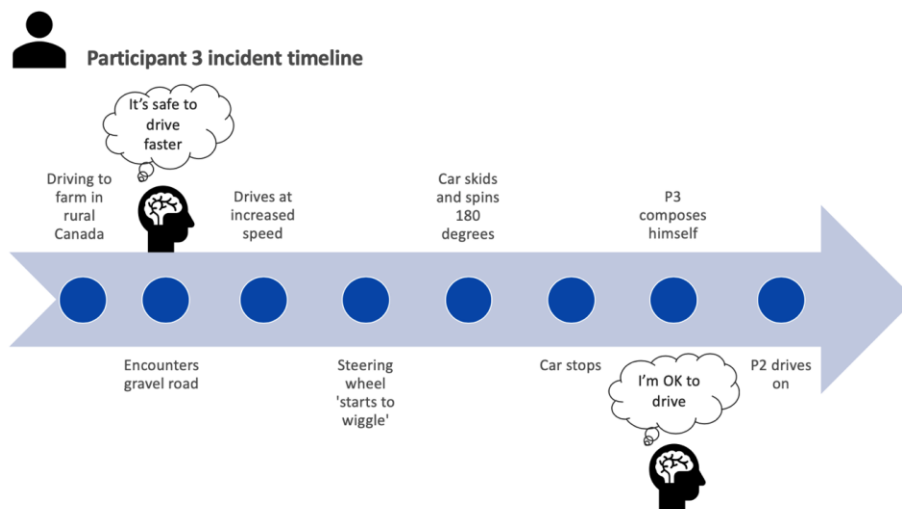 Participant 3 incident timeline
It's safe to
drive
faster
Driving to
farm in
rural
Canada
Encounters
gravel road
Drives at
increased
speed
Steering
wheel
'starts to
wiggle'
Car skids
and spins
180
degrees
Car stops
P3
composes
himself
I'm OK to
drive
P2 drives
on